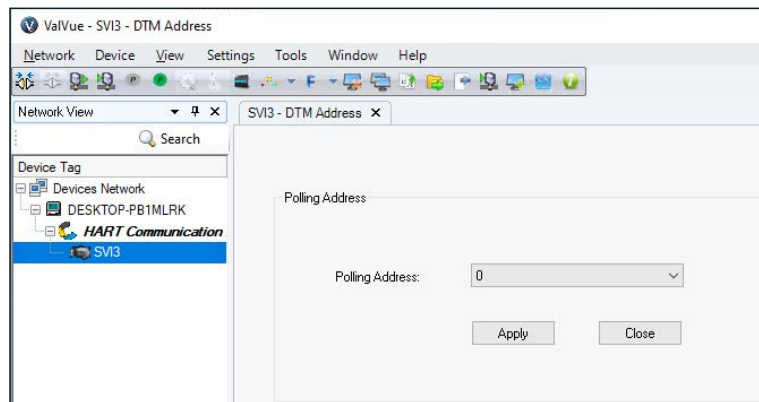 ValVue - SVI3 - DTM Address
Network Device View Settings Tools Window Help
Network View
SVI3 - DTM Address X
Search
Device Tag
Devices Network
DESKTOP-PB1MLRK
HART Communication
SVI3
Polling Address
Polling Address: 0
Apply Close